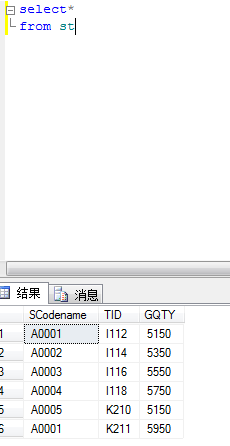 select*
from st
结果 消息
SCodename TID GQTY
1 A0001 I112 5150
2 A0002 I114 5350
3 A0003 I116 5550
4 A0004 I118 5750
5 A0005 K210 5150
6 A0001 K211 5950